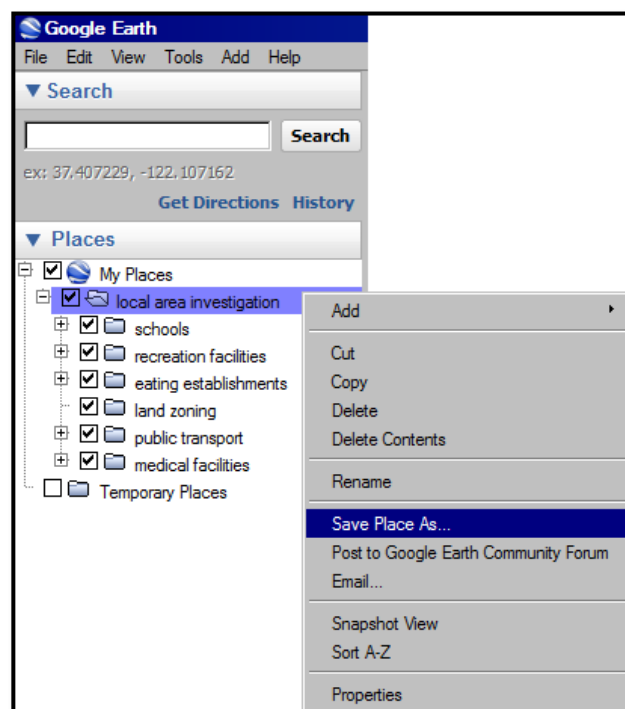 Google Earth
File Edit View Tools Add Help
Search
Search
ex: 37.407229, -122.107162
Get Directions History
Places
My Places
local area investigation
schools
recreation facilities
eating establishments
land zoning
public transport
medical facilities
Temporary Places
Add
Cut
Copy
Delete
Delete Contents
Rename
Save Place As...
Post to Google Earth Community Forum
Email...
Snapshot View
Sort A-Z
Properties